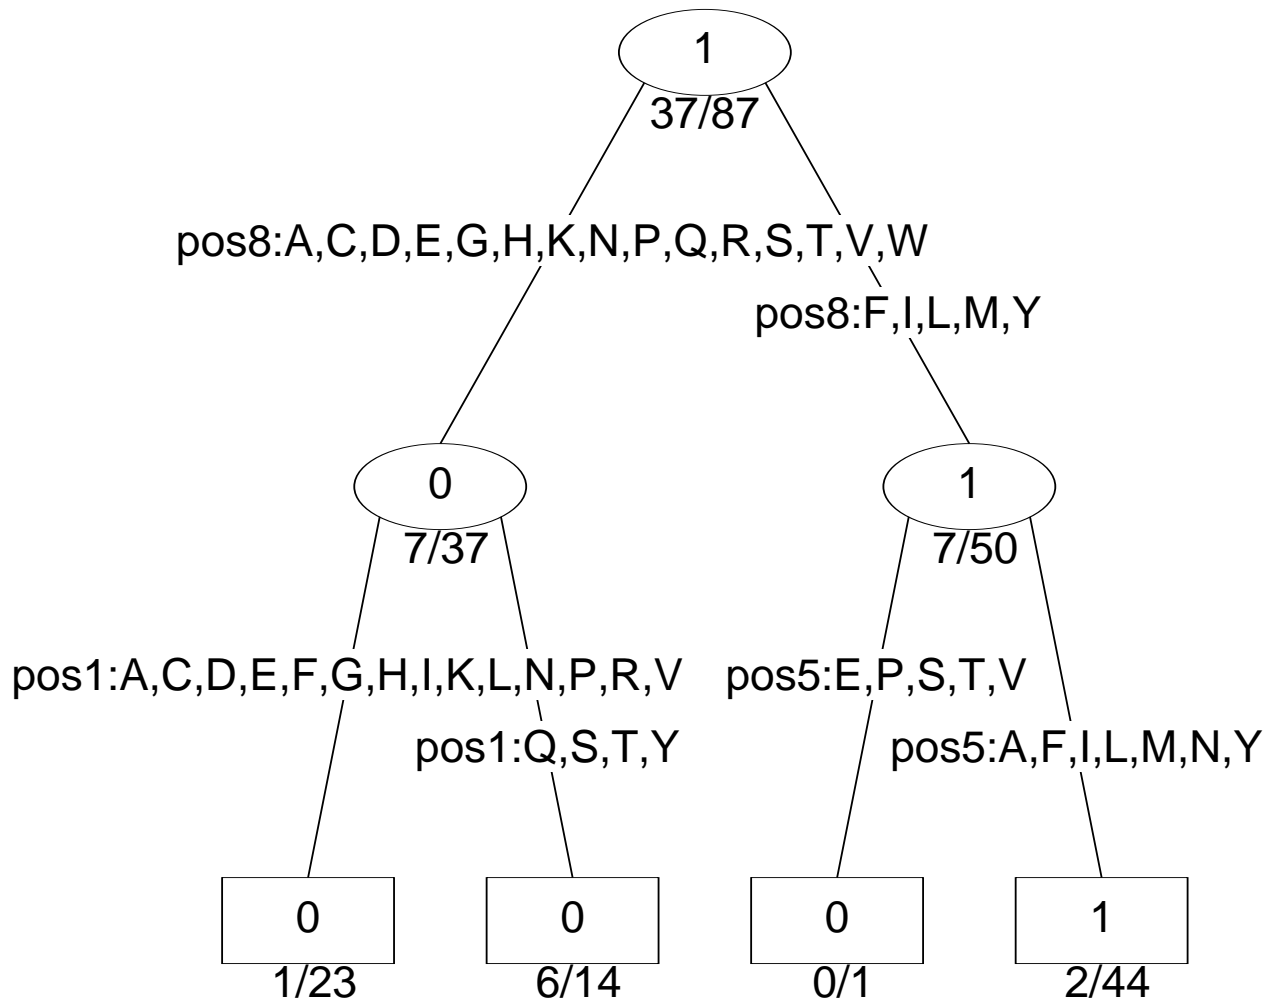 1
37/87
pos8:A,C,D,E,G,H,K,N,P,Q,R,S,T,V,W
pos8:F,I,L,M,Y
0
7/37
1
7/50
pos1:A,C,D,E,F,G,H,I,K,L,N,P,R,V
pos1:Q,S,T,Y
pos5:E,P,S,T,V
pos5:A,F,I,L,M,N,Y
0
1/23
0
6/14
0
0/1
1
2/44